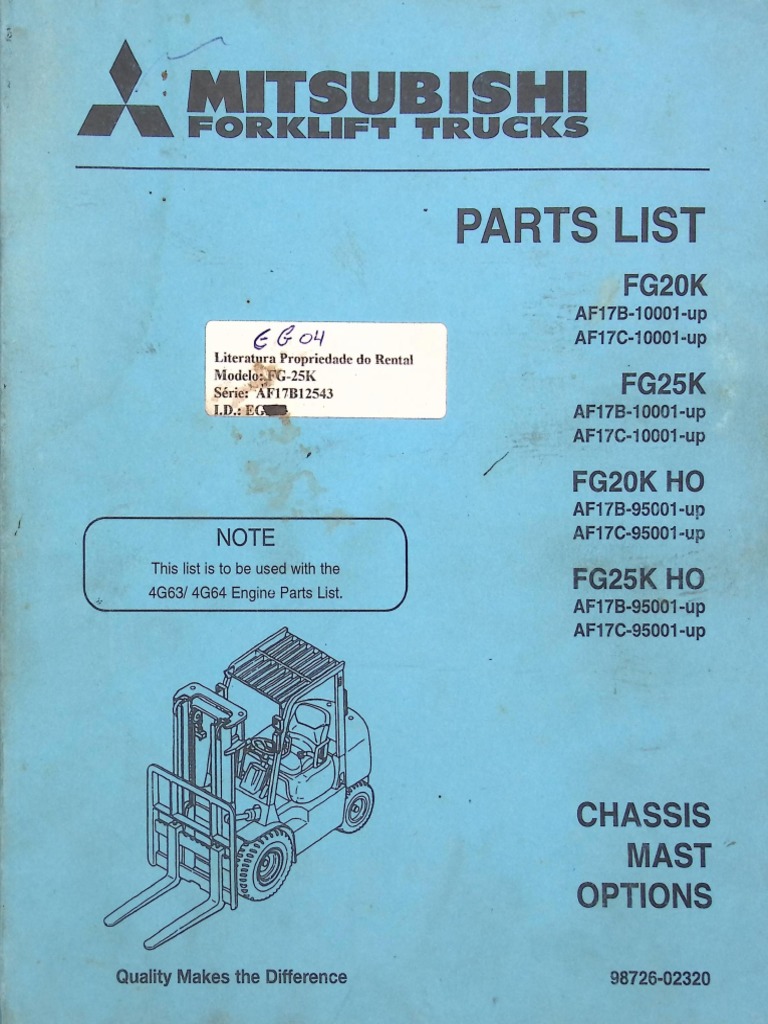 MITSUBISHI
FORKLIFT TRUCKS
PARTS LIST
FG20K
AF17B-10001-up
AF17C-10001-up
FG25K
AF17B-10001-up
AF17C-10001-up
FG20K HO
AF17B-95001-up
AF17C-95001-up
FG25K HO
AF17B-95001-up
AF17C-95001-up
EG 04
Literatura Propriedade do Rental
Modelo: FG-25K
Série: AF17B12543
I.D.: EG
NOTE
This list is to be used with the
4G63/ 4G64 Engine Parts List.
CHASSIS
MAST
OPTIONS
Quality Makes the Difference
98726-02320